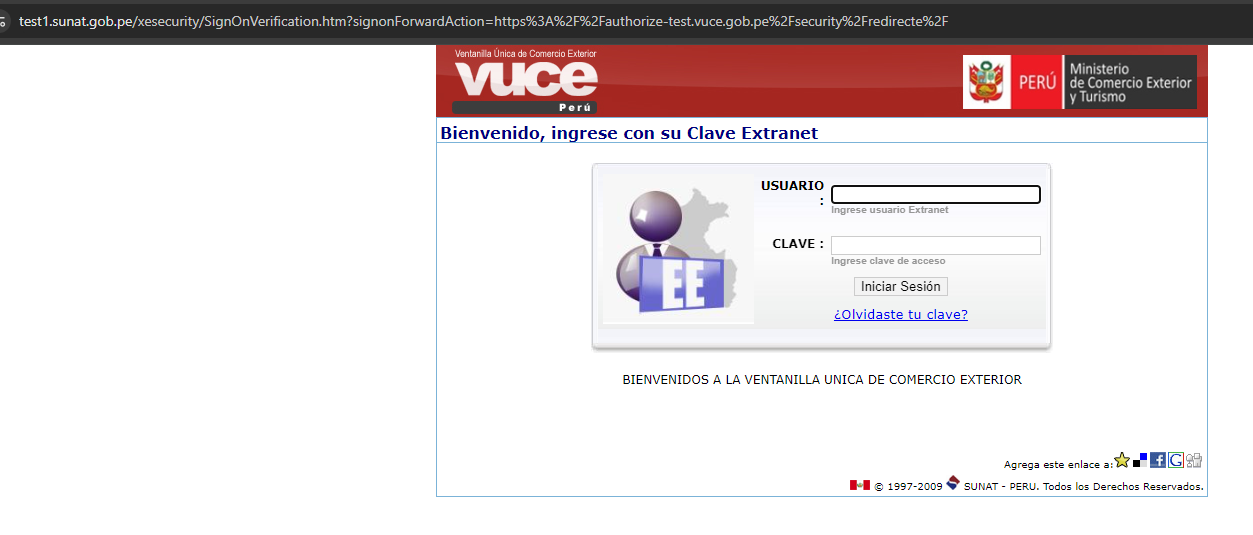 test1.sunat.gob.pe/xesecurity/SignOnVerification.htm?signonForwardAction=https%3A%2F%2Fauthorize-test.vuce.gob.pe%2Fsecurity%2Fredirecte%2F
Ventanilla Única de Comercio Exterior
vuce
Perú
PERÚ
Ministerio
de Comercio Exterior
y Turismo
Bienvenido, ingrese con su Clave Extranet
USUARIO
:
Ingrese usuario Extranet
EE
CLAVE :
Ingrese clave de acceso
Iniciar Sesión
¿Olvidaste tu clave?
BIENVENIDOS A LA VENTANILLA UNICA DE COMERCIO EXTERIOR
Agrega este enlace a:
© 1997-2009 SUNAT - PERU. Todos los Derechos Reservados.